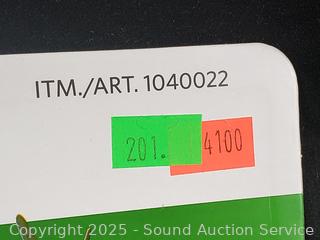 ITM./ART. 1040022
201. 4100
Copyright 2025 - Sound Auction Service